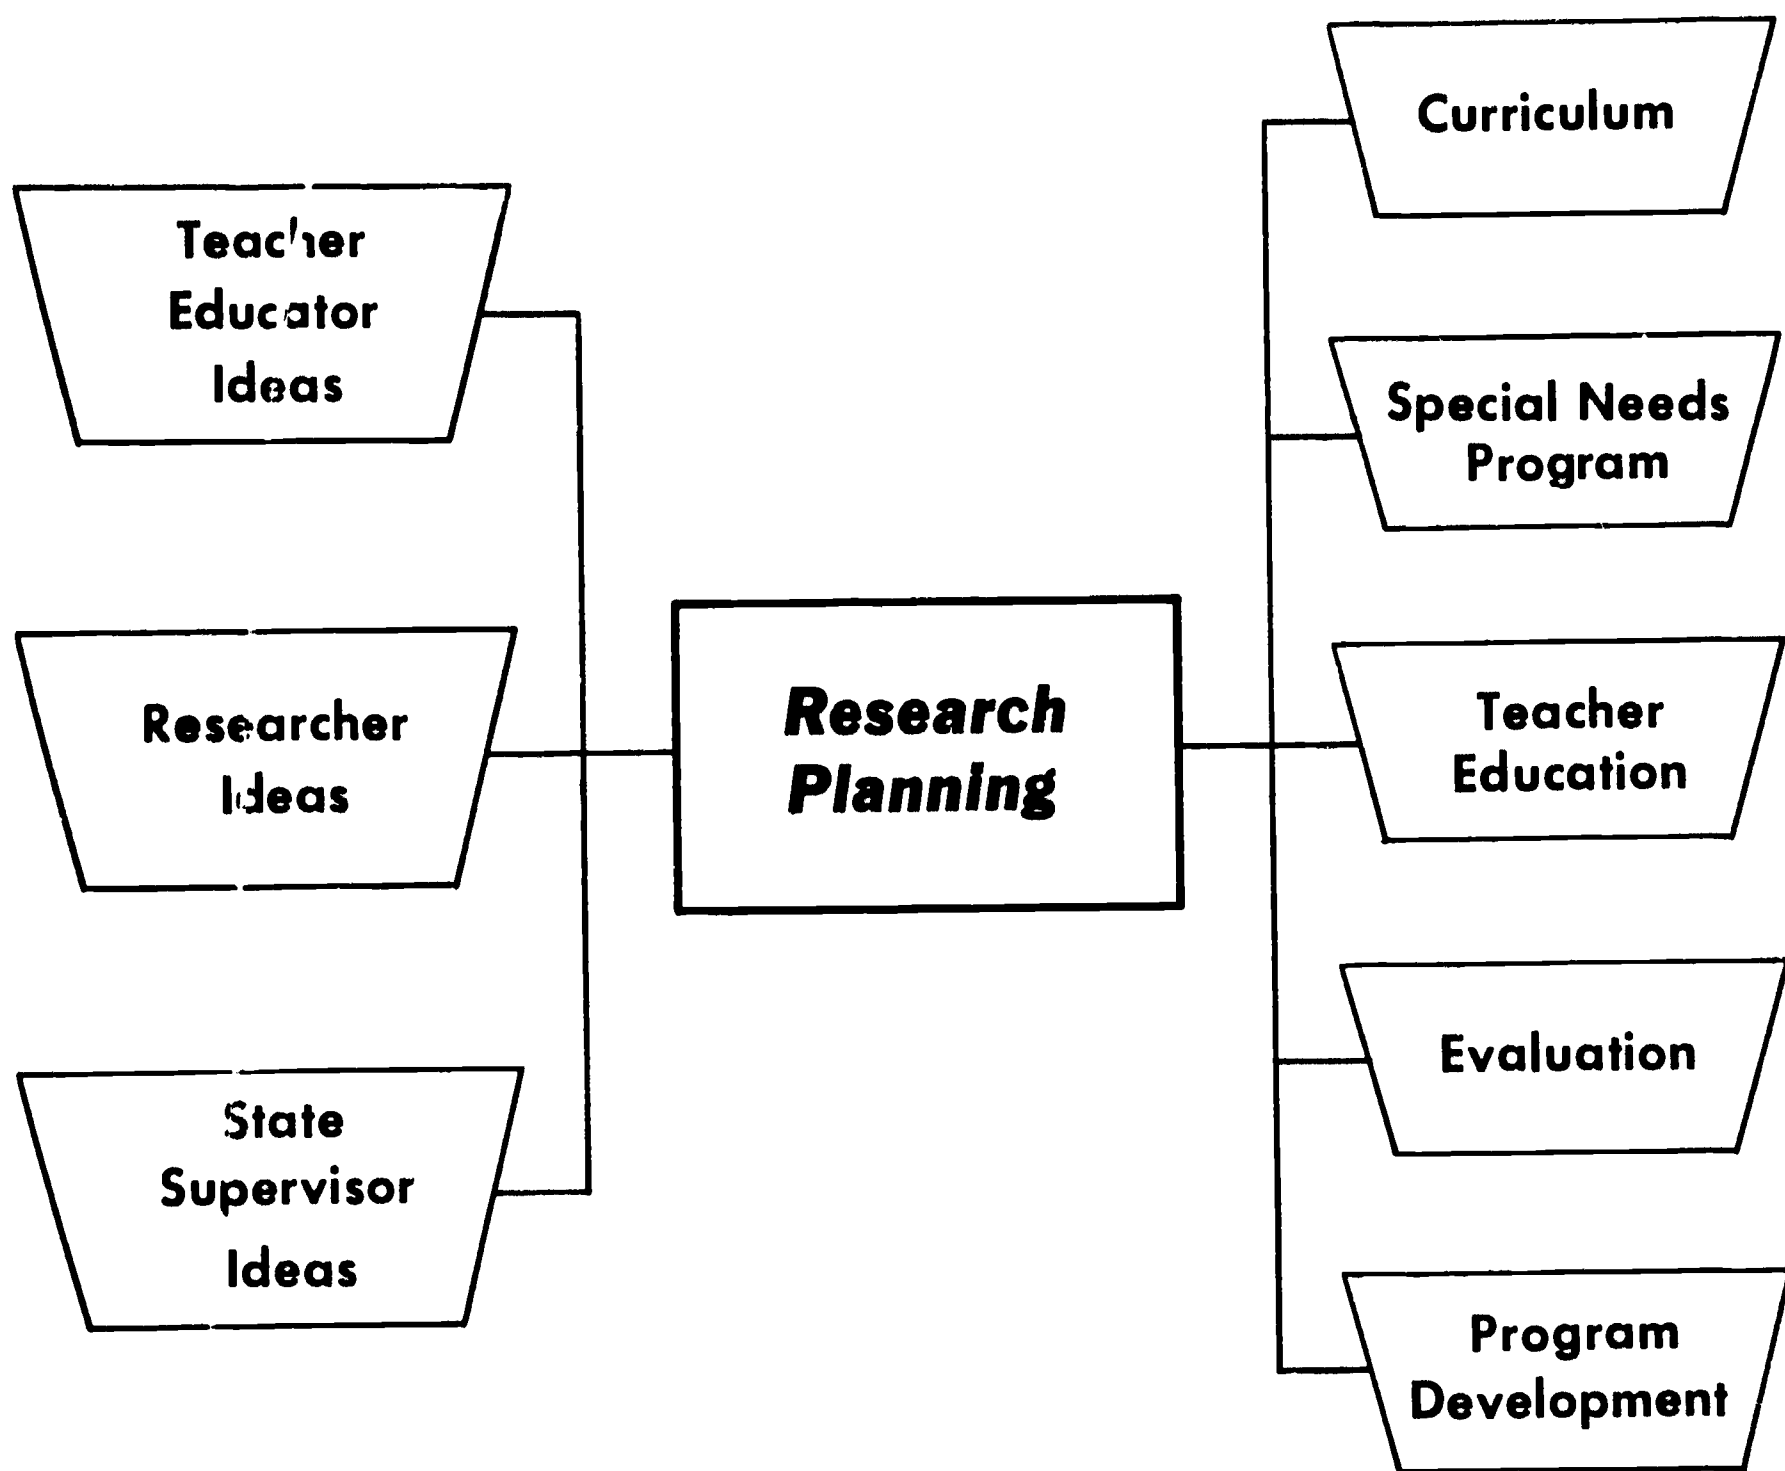 Teacher
Educator
Ideas
Researcher
Ideas
State
Supervisor
Ideas
Research
Planning
Curriculum
Special Needs
Program
Teacher
Education
Evaluation
Program
Development